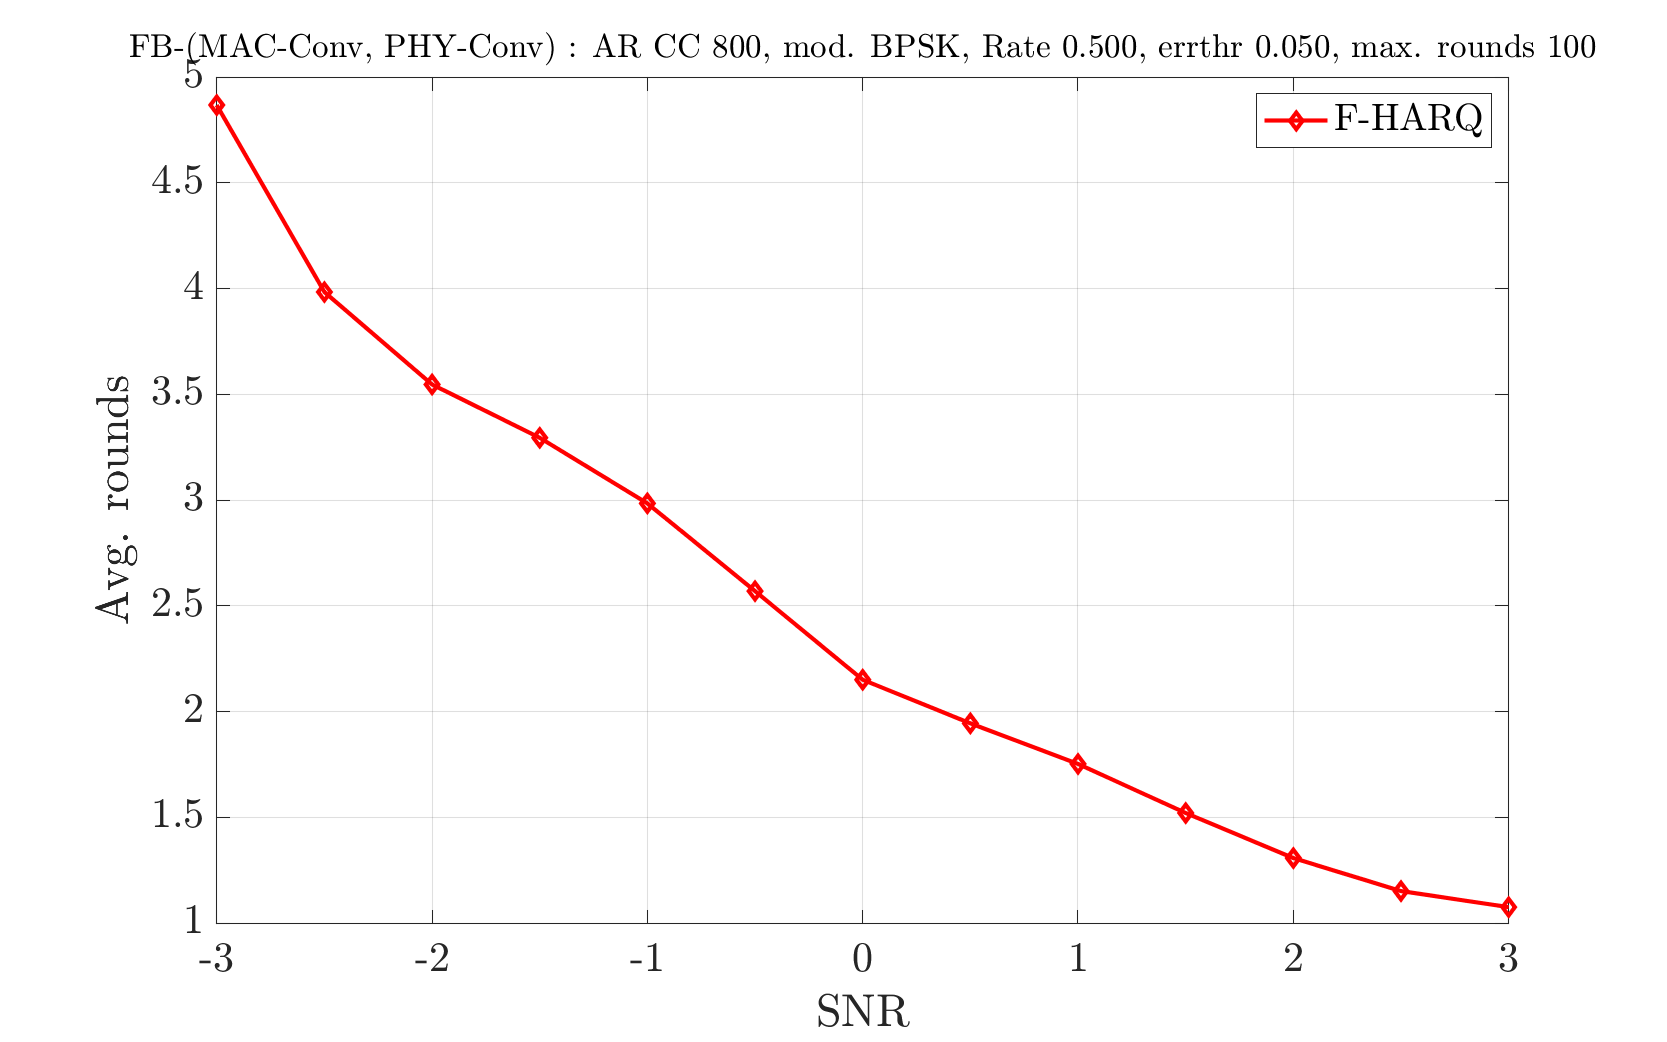 FB-(MAC-Conv, PHY-Conv) : AR CC 800, mod. BPSK, Rate 0.500, errthr 0.050, max. rounds 100
F-HARQ
Avg. rounds
5
4.5
4
3.5
3
2.5
2
1.5
1
-3 -2 -1 0 1 2 3
SNR